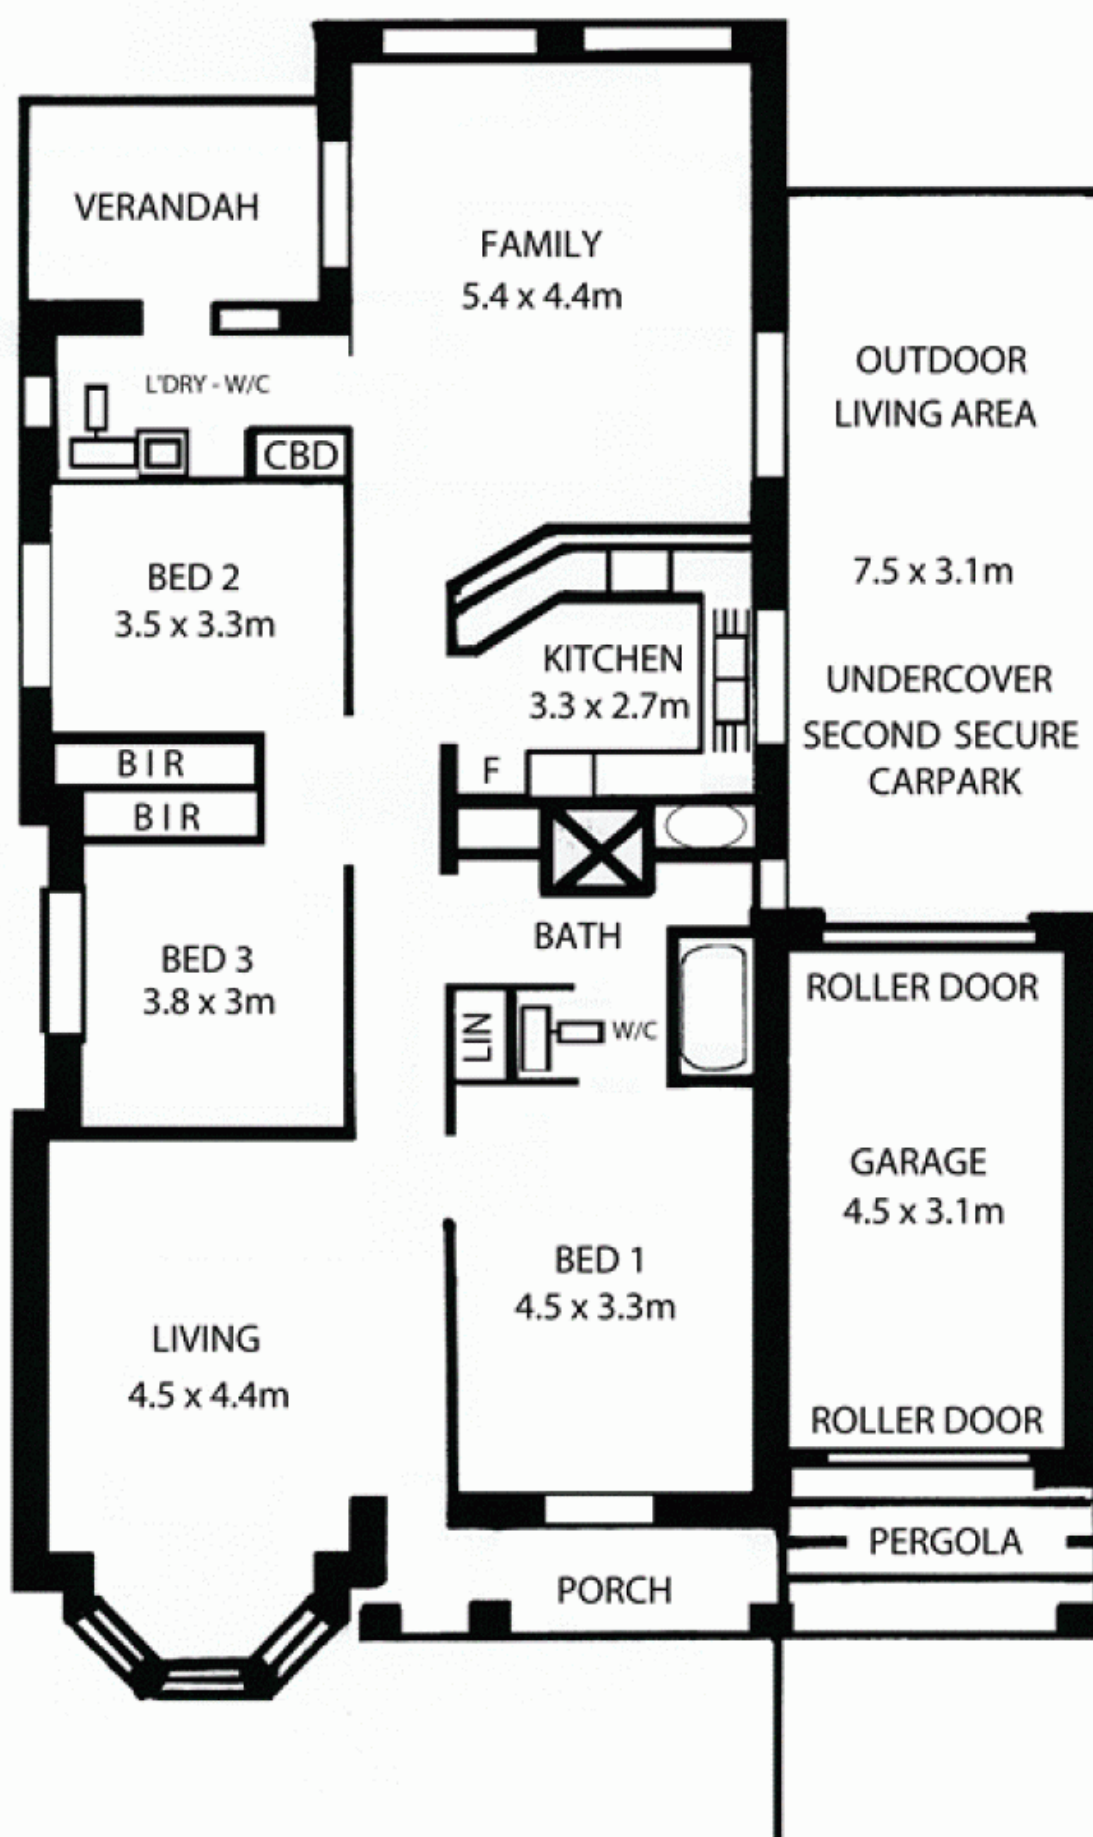 VERANDAH
FAMILY
5.4 x 4.4m
OUTDOOR
LIVING AREA
L'DRY - W/C
CBD
BED 2
3.5 x 3.3m
7.5 x 3.1m
KITCHEN
3.3 x 2.7m
UNDERCOVER
SECOND SECURE
CARPARK
B I R
F
B I R
BATH
BED 3
3.8 x 3m
ROLLER DOOR
LIN
W/C
GARAGE
4.5 x 3.1m
BED 1
4.5 x 3.3m
LIVING
4.5 x 4.4m
ROLLER DOOR
PERGOLA
PORCH